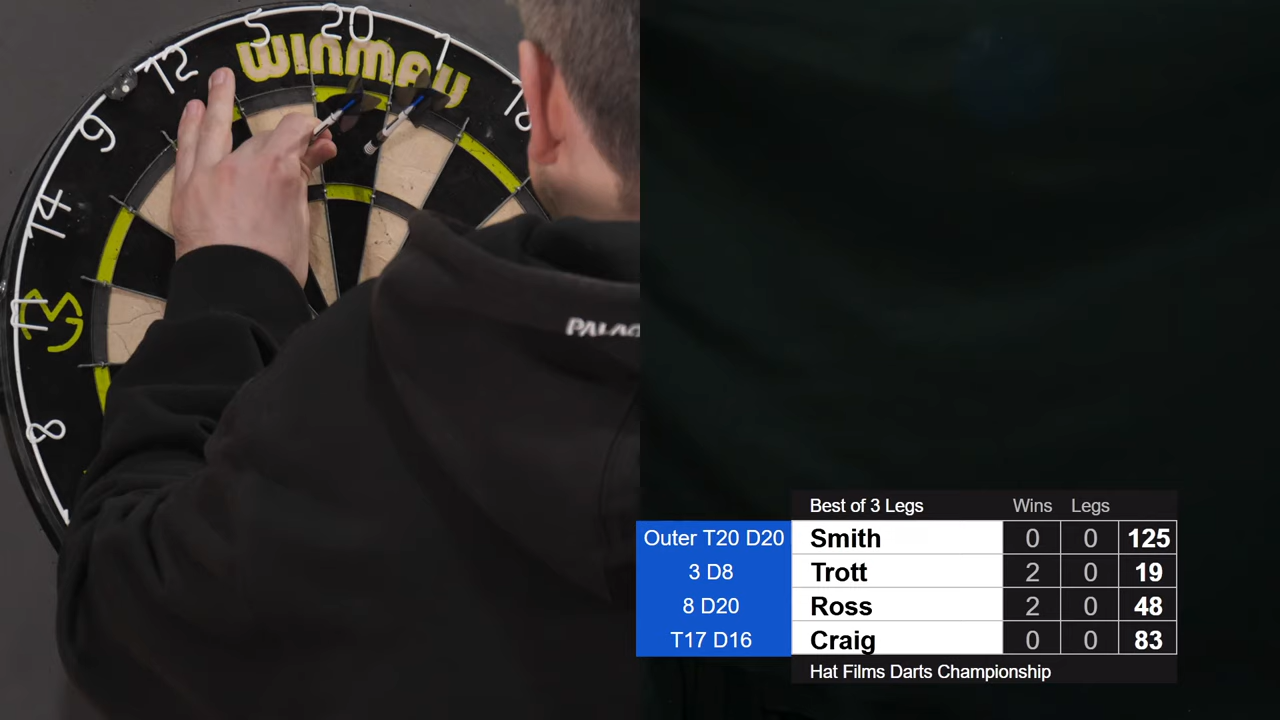 5 20 1
12 18
9
14
11
8
WINMAU
Best of 3 Legs Wins Legs
Outer T20 D20 Smith 0 0 125
3 D8 Trott 2 0 19
8 D20 Ross 2 0 48
T17 D16 Craig 0 0 83
Hat Films Darts Championship